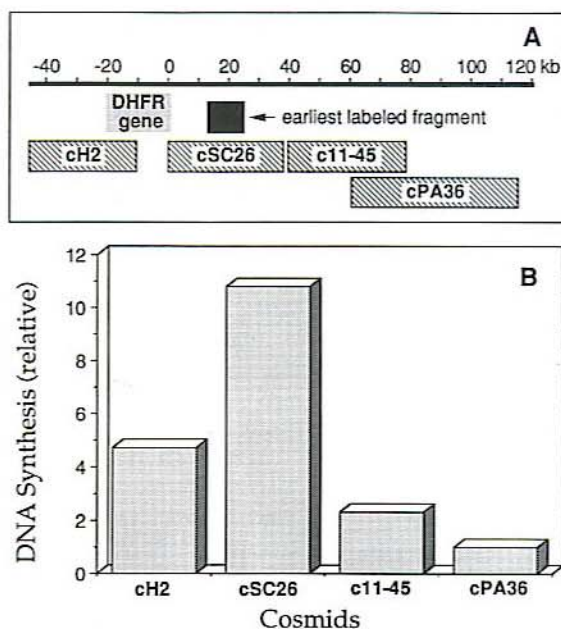 A
-40 -20 0 20 40 60 80 100 120 kb
DHFR
gene
earliest labeled fragment
cH2 cSC26 c11-45
cPA36
B
12
10
8
6
4
2
0
DNA Synthesis (relative)
cH2 cSC26 c11-45 cPA36
Cosmids